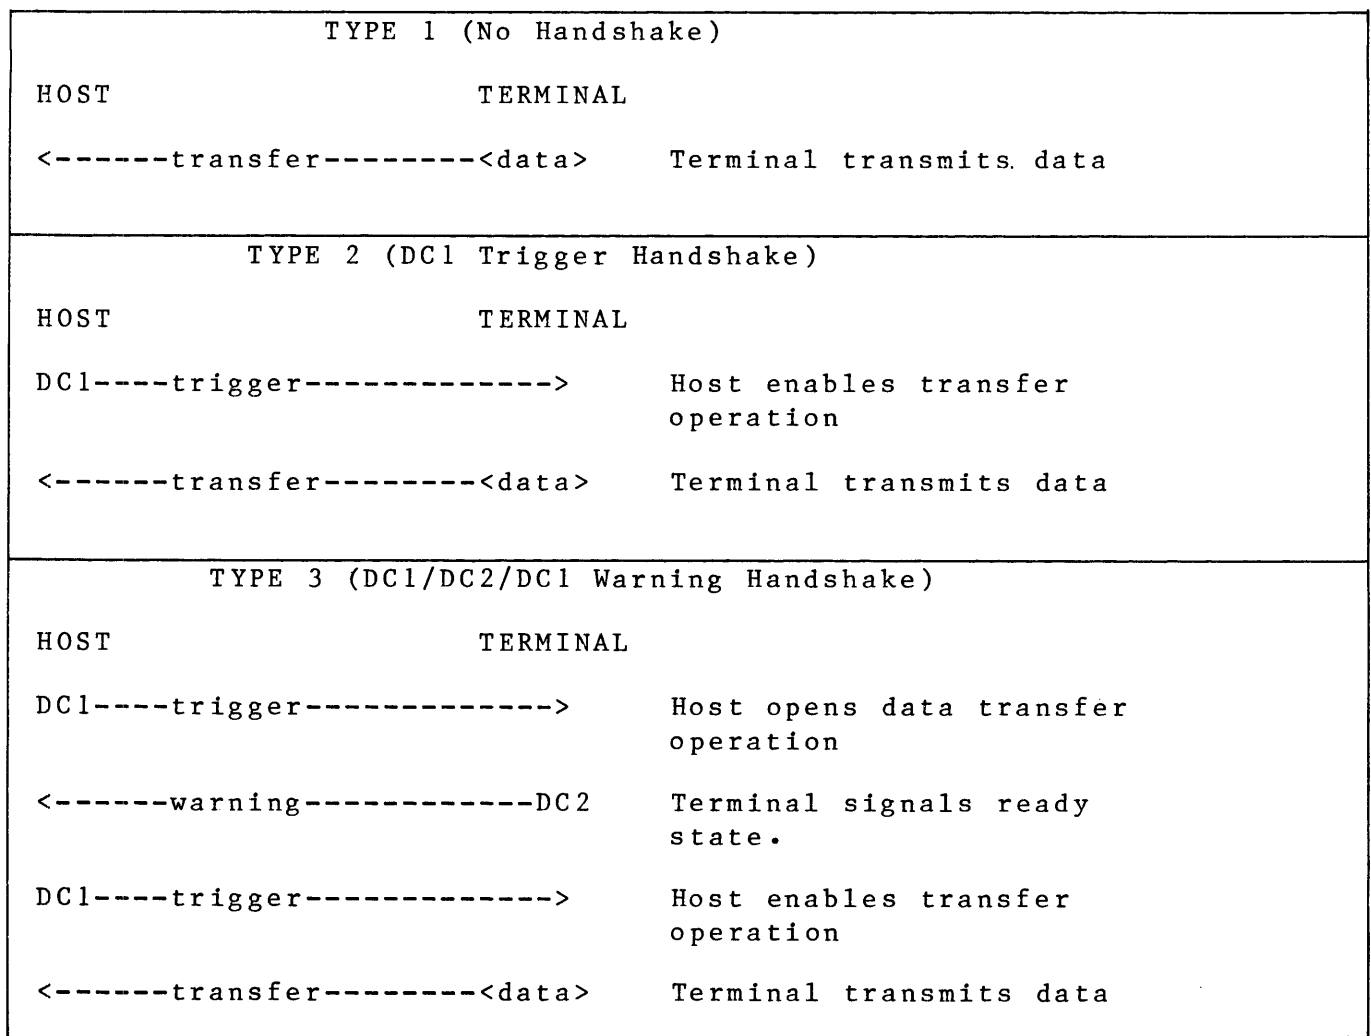 TYPE 1 (No Handshake)
HOST TERMINAL
<------transfer--------<data> Terminal transmits data
TYPE 2 (DC1 Trigger Handshake)
HOST TERMINAL
DC1----trigger-------------> Host enables transfer
operation
<------transfer--------<data> Terminal transmits data
TYPE 3 (DC1/DC2/DC1 Warning Handshake)
HOST TERMINAL
DC1----trigger-------------> Host opens data transfer
operation
<------warning------------DC2 Terminal signals ready
state.
DC1----trigger-------------> Host enables transfer
operation
<------transfer--------<data> Terminal transmits data